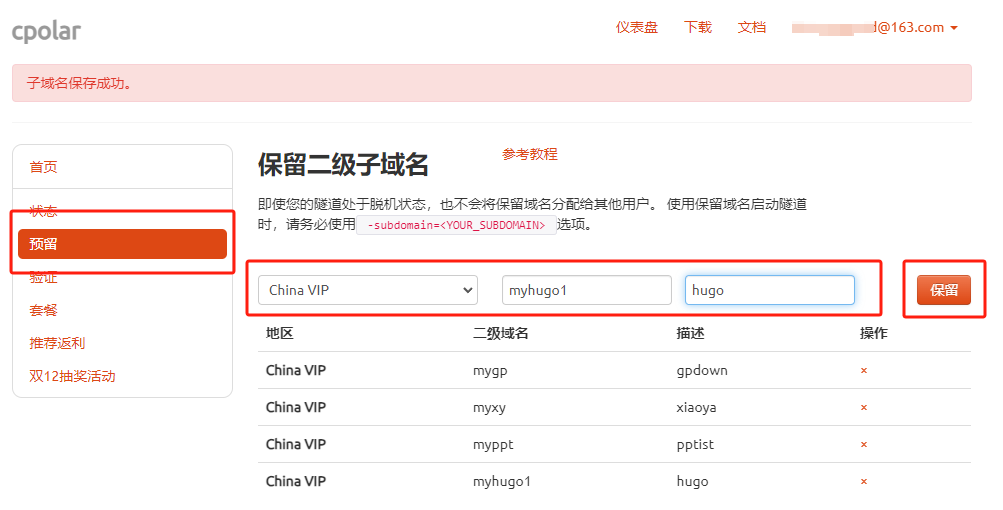 cpolar
仪表盘 下载 文档 d@163.com
子域名保存成功。
首页
状态
预留
验证
套餐
推荐返利
双12抽奖活动
保留二级子域名 参考教程
即使您的隧道处于脱机状态，也不会将保留域名分配给其他用户。 使用保留域名启动隧道
时，请务必使用 -subdomain=<YOUR_SUBDOMAIN> 选项。
China VIP myhugo1 hugo 保留
地区 二级域名 描述 操作
China VIP mygp gpdown ×
China VIP myxy xiaoya ×
China VIP myppt pptist ×
China VIP myhugo1 hugo ×